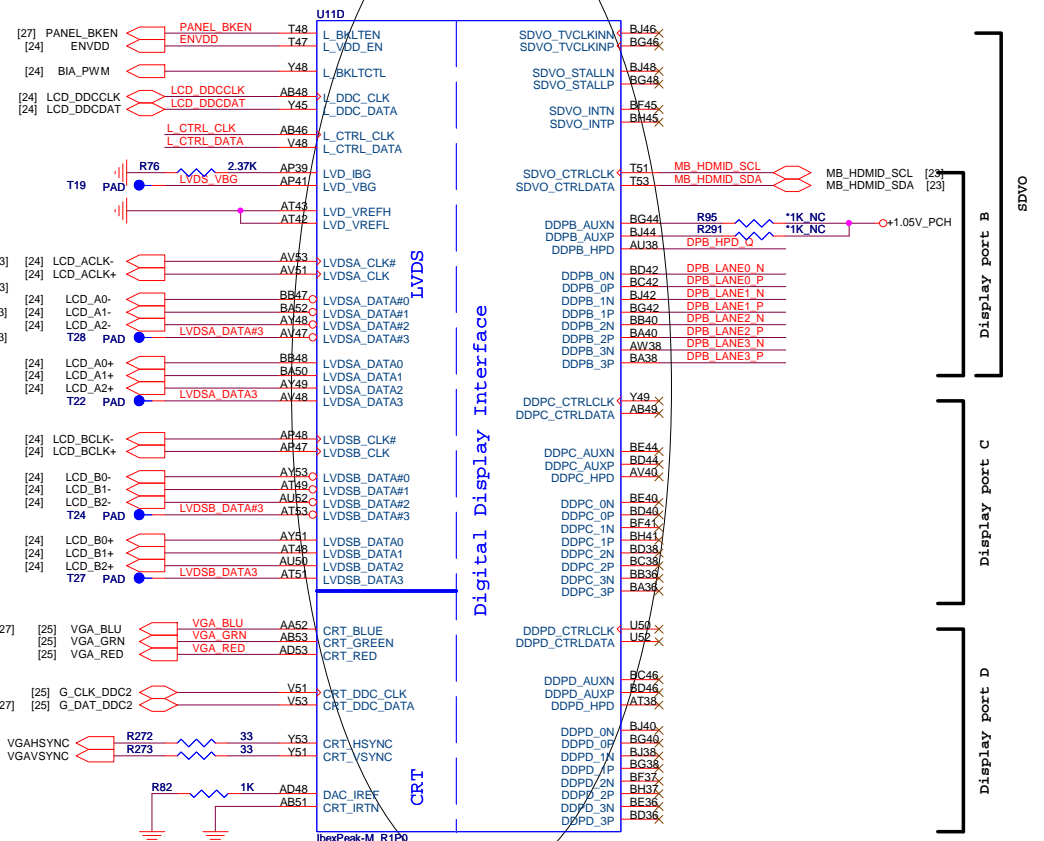 U11D
[27] PANEL_BKEN PANEL_BKEN T48 L_BKLTEN
[24] ENVDD ENVDD T47 L_VDD_EN
[24] BIA_PWM Y48 L_BKLTCTL
[24] LCD_DDCCLK LCD_DDCCLK AB48 L_DDC_CLK
[24] LCD_DDCDAT LCD_DDCDAT Y45 L_DDC_DATA
L_CTRL_CLK AB46 L_CTRL_CLK
L_CTRL_DATA V48 L_CTRL_DATA
R76 2.37K AP39 LVD_IBG
T19 PAD LVDS_VBG AP41 LVD_VBG
AT43 LVD_VREFH
AT42 LVD_VREFL
3] [24] LCD_ACLK- AV53 LVDSA_CLK#
[24] LCD_ACLK+ AV51 LVDSA_CLK
3]
[24] LCD_A0- BB47 LVDSA_DATA#0
3] [24] LCD_A1- BA52 LVDSA_DATA#1
[24] LCD_A2- AY48 LVDSA_DATA#2
3] T28 PAD LVDSA_DATA#3 AV47 LVDSA_DATA#3
[24] LCD_A0+ BB48 LVDSA_DATA0
[24] LCD_A1+ BA50 LVDSA_DATA1
[24] LCD_A2+ AY49 LVDSA_DATA2
T22 PAD LVDSA_DATA3 AV48 LVDSA_DATA3
[24] LCD_BCLK- AP48 LVDSB_CLK#
[24] LCD_BCLK+ AP47 LVDSB_CLK
[24] LCD_B0- AY53 LVDSB_DATA#0
[24] LCD_B1- AT49 LVDSB_DATA#1
[24] LCD_B2- AU52 LVDSB_DATA#2
T24 PAD LVDSB_DATA#3 AT53 LVDSB_DATA#3
[24] LCD_B0+ AY51 LVDSB_DATA0
[24] LCD_B1+ AT48 LVDSB_DATA1
[24] LCD_B2+ AU50 LVDSB_DATA2
T27 PAD LVDSB_DATA3 AT51 LVDSB_DATA3
27] [25] VGA_BLU VGA_BLU AA52 CRT_BLUE
[25] VGA_GRN VGA_GRN AB53 CRT_GREEN
[25] VGA_RED VGA_RED AD53 CRT_RED
[25] G_CLK_DDC2 V51 CRT_DDC_CLK
27] [25] G_DAT_DDC2 V53 CRT_DDC_DATA
VGAHSYNC R272 33 Y53 CRT_HSYNC
VGAVSYNC R273 33 Y51 CRT_VSYNC
R82 1K AD48 DAC_IREF
AB51 CRT_IRTN
LVDS
CRT
Digital Display Interface
SDVO_TVCLKINN BJ46
SDVO_TVCLKINP BG46
SDVO_STALLN BJ48
SDVO_STALLP BG48
SDVO_INTN BF45
SDVO_INTP BH45
SDVO_CTRLCLK T51 MB_HDMID_SCL MB_HDMID_SCL [23]
SDVO_CTRLDATA T53 MB_HDMID_SDA MB_HDMID_SDA [23]
DDPB_AUXN BG44 R95 *1K_NC +1.05V_PCH
DDPB_AUXP BJ44 R291 *1K_NC
DDPB_HPD AU38 DPB_HPD_Q
DDPB_0N BD42 DPB_LANE0_N
DDPB_0P BC42 DPB_LANE0_P
DDPB_1N BJ42 DPB_LANE1_N
DDPB_1P BG42 DPB_LANE1_P
DDPB_2N BB40 DPB_LANE2_N
DDPB_2P BA40 DPB_LANE2_P
DDPB_3N AW38 DPB_LANE3_N
DDPB_3P BA38 DPB_LANE3_P
DDPC_CTRLCLK Y49
DDPC_CTRLDATA AB49
DDPC_AUXN BE44
DDPC_AUXP BD44
DDPC_HPD AV40
DDPC_0N BE40
DDPC_0P BD40
DDPC_1N BF41
DDPC_1P BH41
DDPC_2N BD38
DDPC_2P BC38
DDPC_3N BB36
DDPC_3P BA36
DDPD_CTRLCLK U50
DDPD_CTRLDATA U52
DDPD_AUXN BC46
DDPD_AUXP BD46
DDPD_HPD AT38
DDPD_0N BJ40
DDPD_0P BG40
DDPD_1N BJ38
DDPD_1P BG38
DDPD_2N BF37
DDPD_2P BH37
DDPD_3N BE36
DDPD_3P BD36
SDVO
Display port B
Display port C
Display port D
IbexPeak-M_R1P0